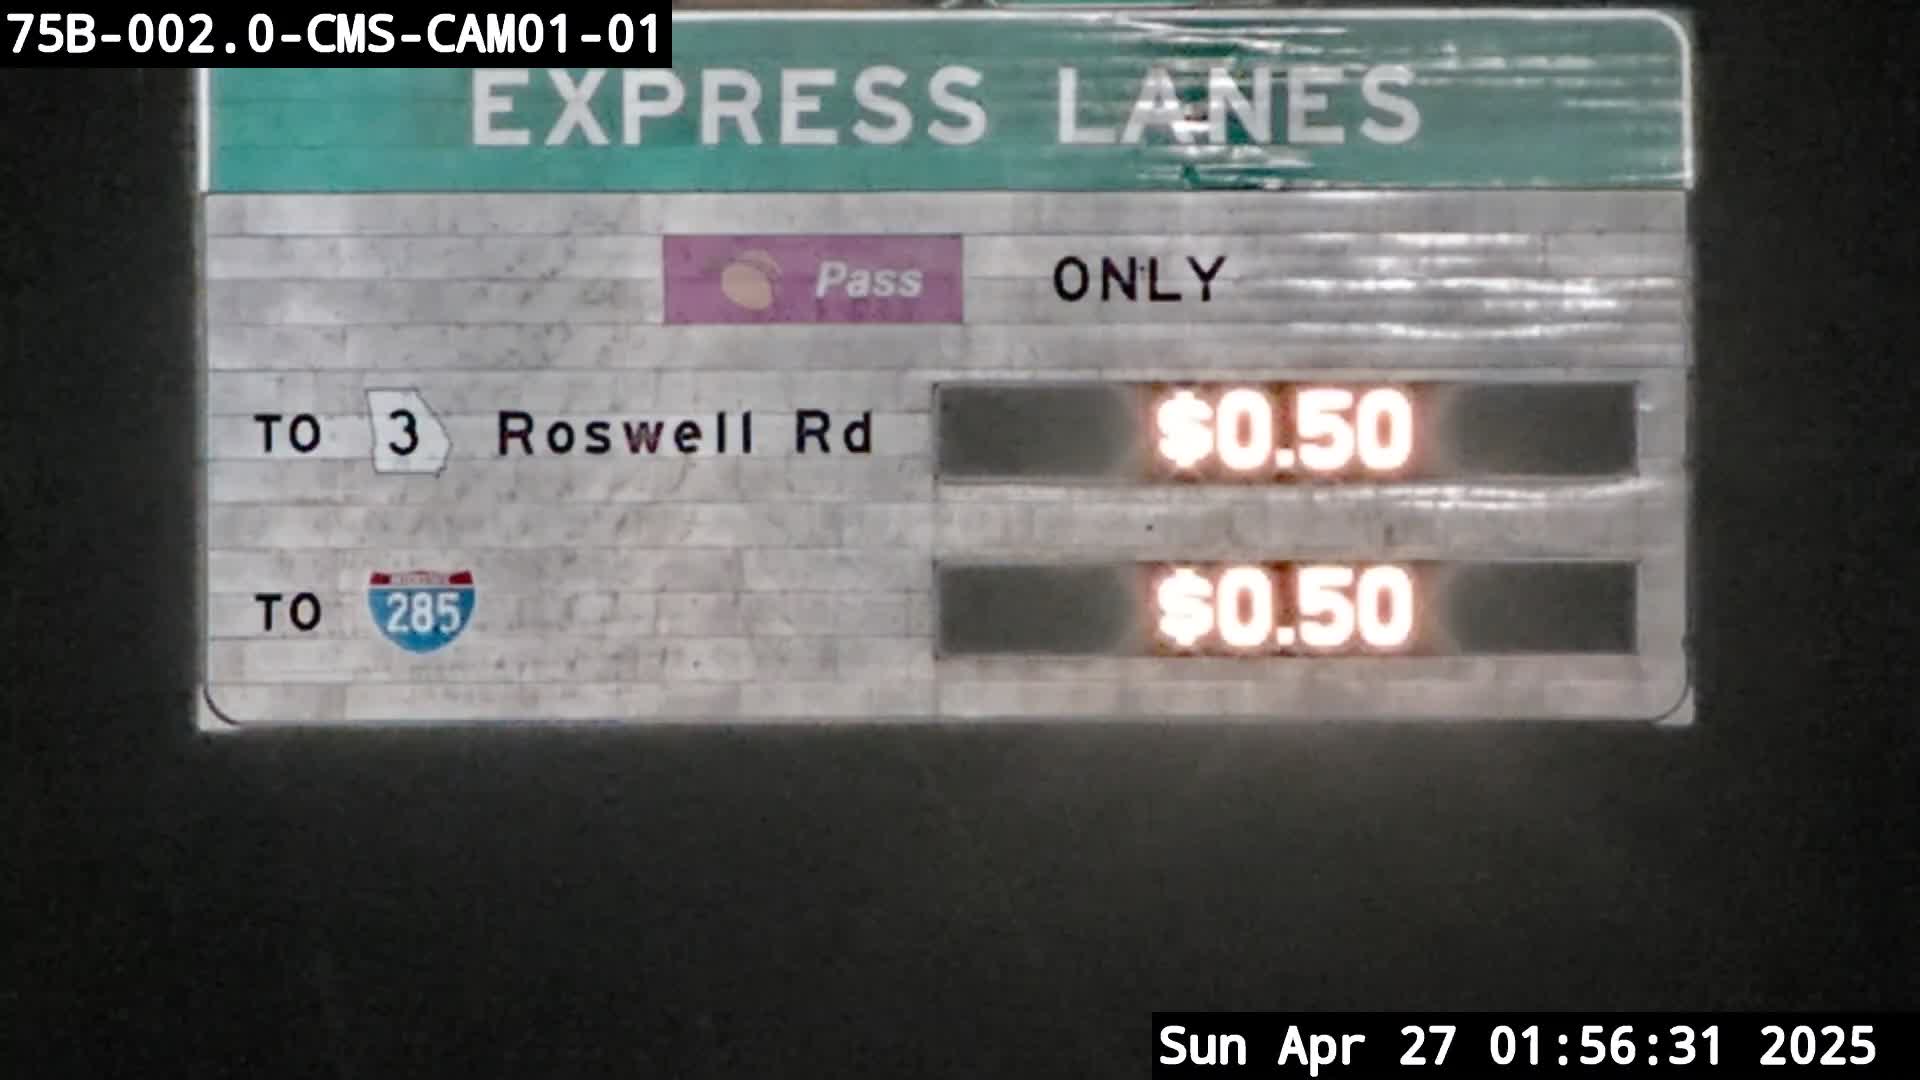 75B-002.0-CMS-CAM01-01
EXPRESS LANES
Pass ONLY
TO 3 Roswell Rd $0.50
TO 285 $0.50
Sun Apr 27 01:56:31 2025